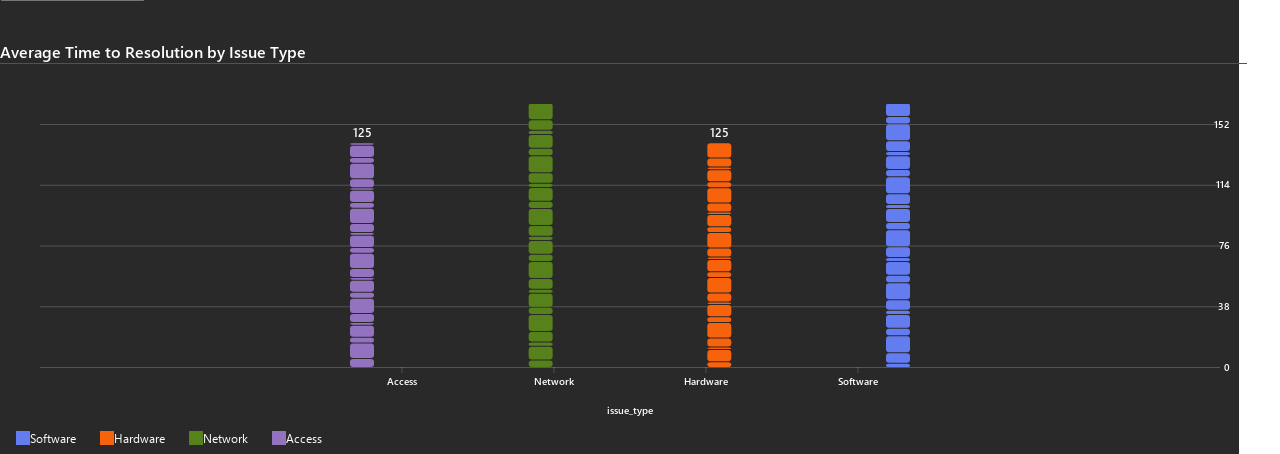 Average Time to Resolution by Issue Type
125
125
152
114
76
38
0
Access Network Hardware Software
issue_type
Software Hardware Network Access